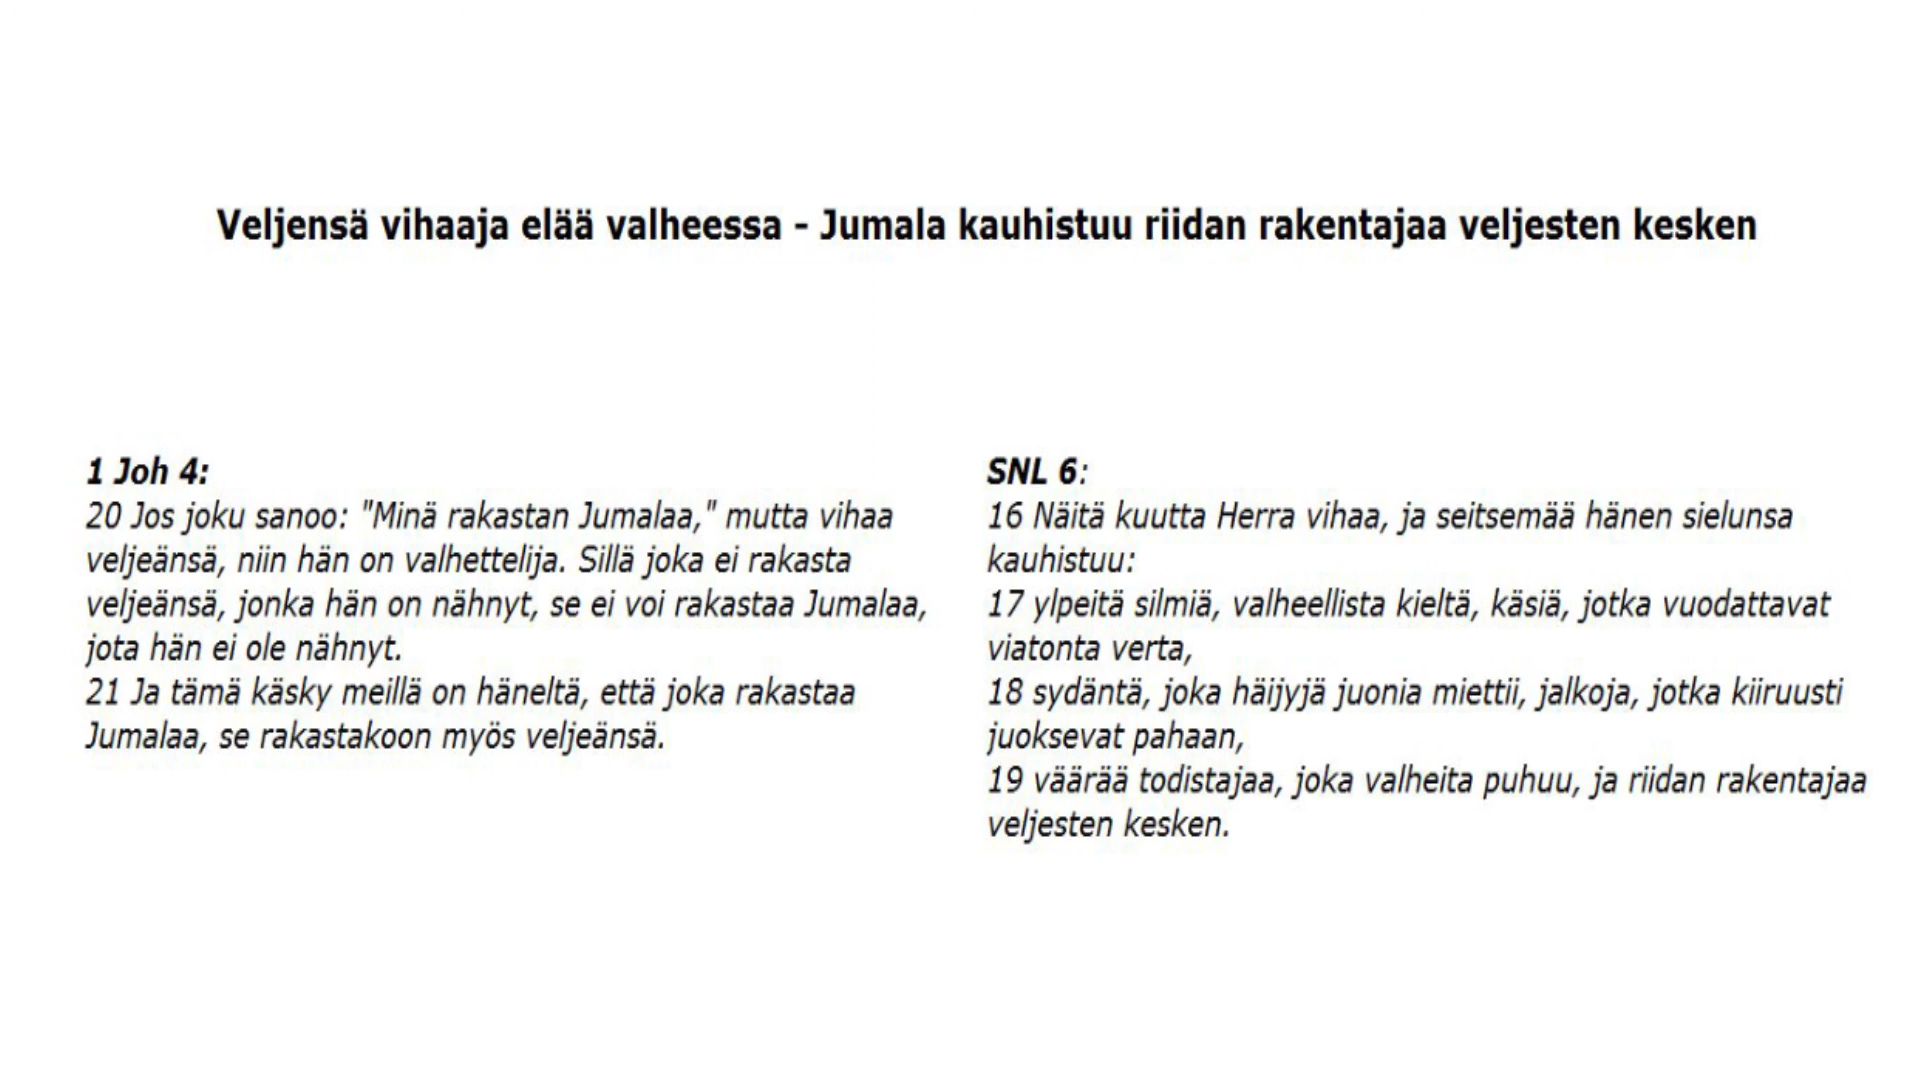 Veljensä vihaaja elää valheessa - Jumala kauhistuu riidan rakentajaa veljesten kesken
1 Joh 4:
20 Jos joku sanoo: "Minä rakastan Jumalaa," mutta vihaa
veljeänsä, niin hän on valhettelija. Sillä joka ei rakasta
veljeänsä, jonka hän on nähnyt, se ei voi rakastaa Jumalaa,
jota hän ei ole nähnyt.
21 Ja tämä käsky meillä on häneltä, että joka rakastaa
Jumalaa, se rakastakoon myös veljeänsä.
SNL 6:
16 Näitä kuutta Herra vihaa, ja seitsemää hänen sielunsa
kauhistuu:
17 ylpeitä silmiä, valheellista kieltä, käsiä, jotka vuodattavat
viatonta verta,
18 sydäntä, joka häijyjä juonia miettii, jalkoja, jotka kiiruusti
juoksevat pahaan,
19 väärää todistajaa, joka valheita puhuu, ja riidan rakentajaa
veljesten kesken.